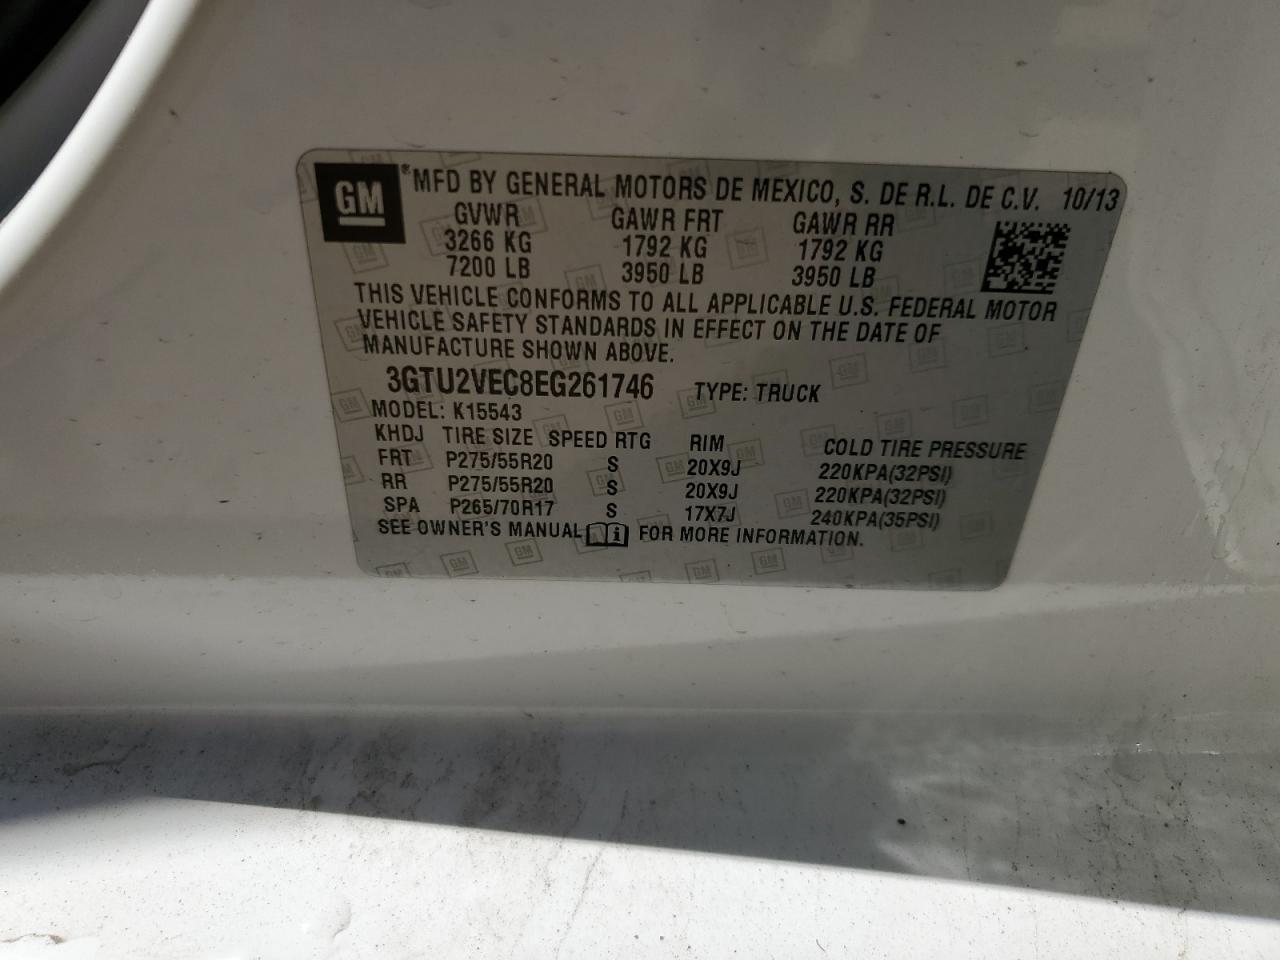 GM ®MFD BY GENERAL MOTORS DE MEXICO, S. DE R.L. DE C.V. 10/13
GVWR GAWR FRT GAWR RR
3266 KG 1792 KG 1792 KG
7200 LB 3950 LB 3950 LB
THIS VEHICLE CONFORMS TO ALL APPLICABLE U.S. FEDERAL MOTOR
VEHICLE SAFETY STANDARDS IN EFFECT ON THE DATE OF
MANUFACTURE SHOWN ABOVE.
3GTU2VEC8EG261746 TYPE: TRUCK
MODEL: K15543
KHDJ TIRE SIZE SPEED RTG RIM COLD TIRE PRESSURE
FRT P275/55R20 S 20X9J 220KPA(32PSI)
RR P275/55R20 S 20X9J 220KPA(32PSI)
SPA P265/70R17 S 17X7J 240KPA(35PSI)
SEE OWNER'S MANUAL i FOR MORE INFORMATION.